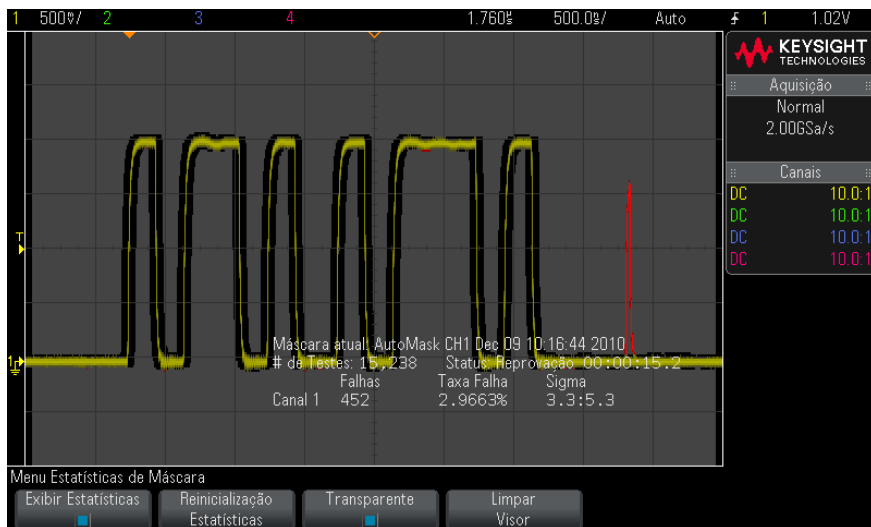 1 500♈/ 2 3 4 1.760s 500.0s/ Auto 1 1.02V
KEYSIGHT
TECHNOLOGIES
Aquisição
Normal
2.00GSa/s
Canais
DC 10.0:1
DC 10.0:1
DC 10.0:1
DC 10.0:1
T
1
Máscara atual: AutoMask CH1 Dec 09 10:16:44 2010
# de Testes: 15,238 Status: Reprovação 00:00:15.2
Falhas Taxa Falha Sigma
Canal 1 452 2.9663% 3.3:5.3
Menu Estatísticas de Máscara
Exibir Estatísticas
Reinicialização
Estatísticas
Transparente
Limpar
Visor